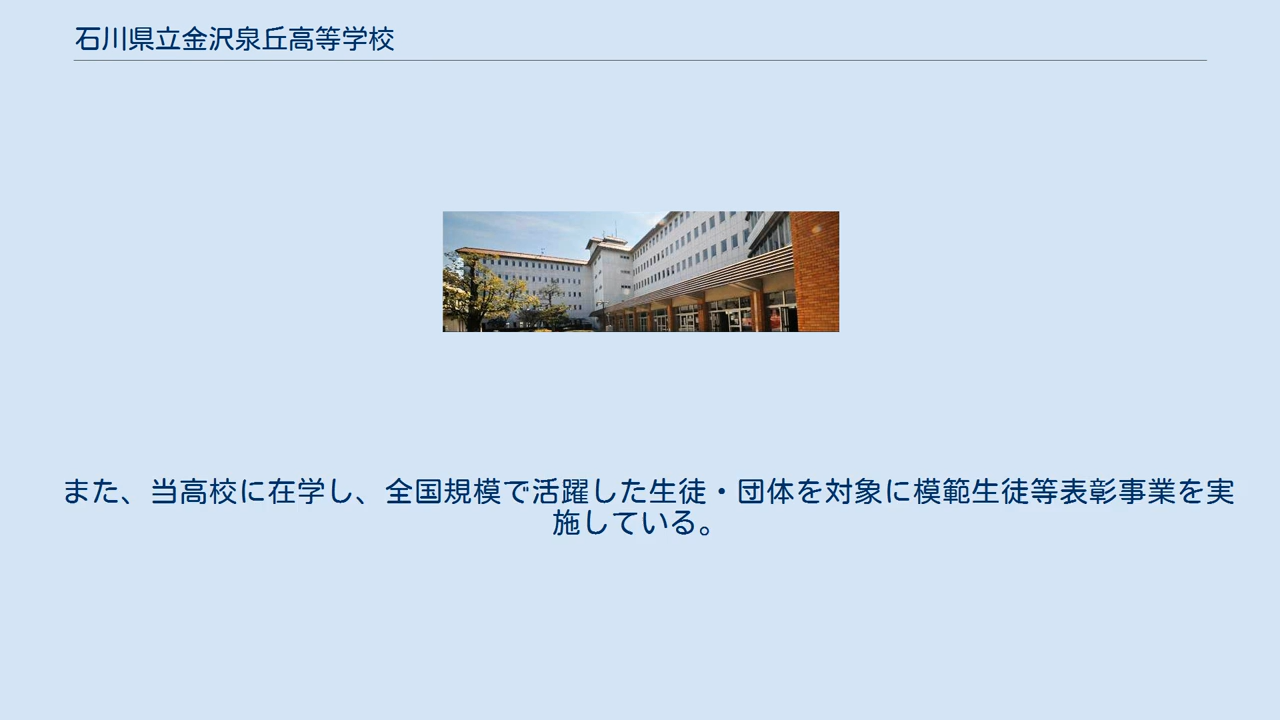 石川県立金沢泉丘高等学校
また、当高校に在学し、全国規模で活躍した生徒・団体を対象に模範生徒等表彰事業を実
施している。